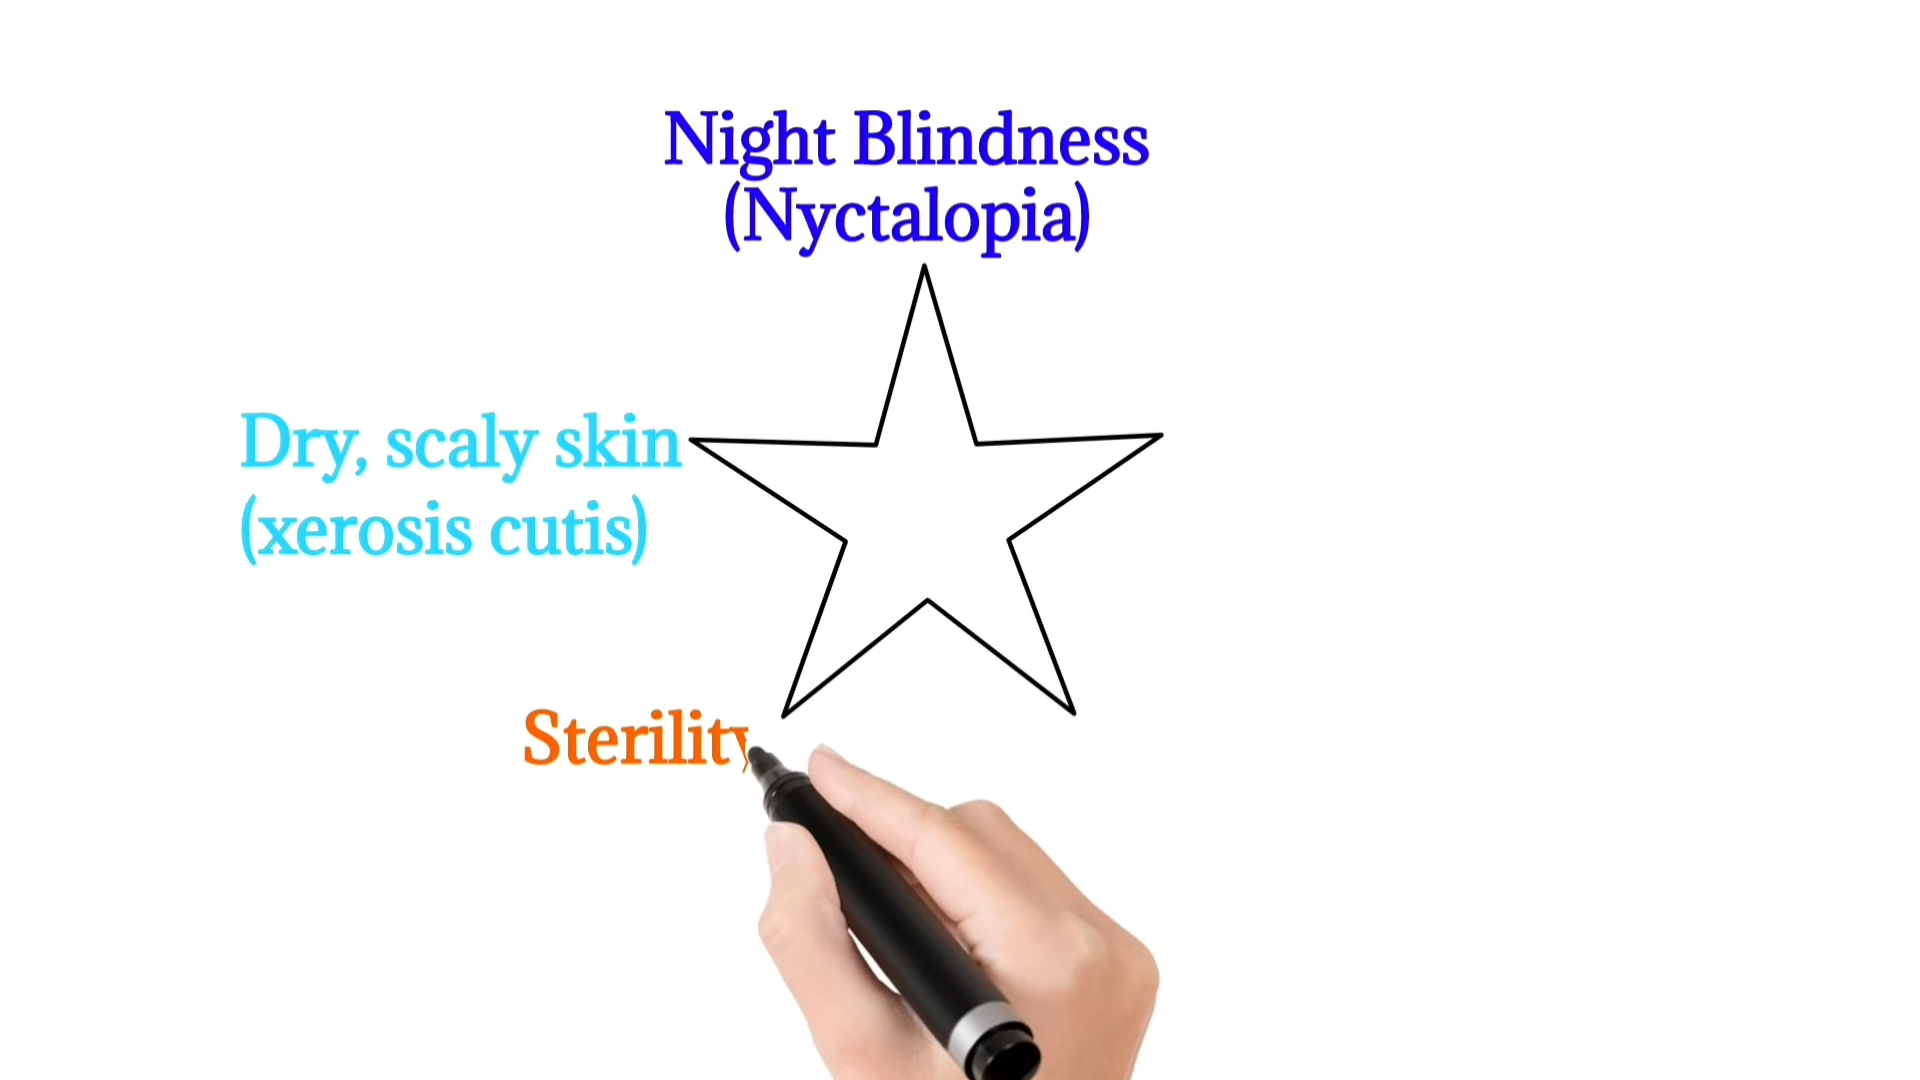 Night Blindness
(Nyctalopia)
Dry, scaly skin
(xerosis cutis)
Sterility